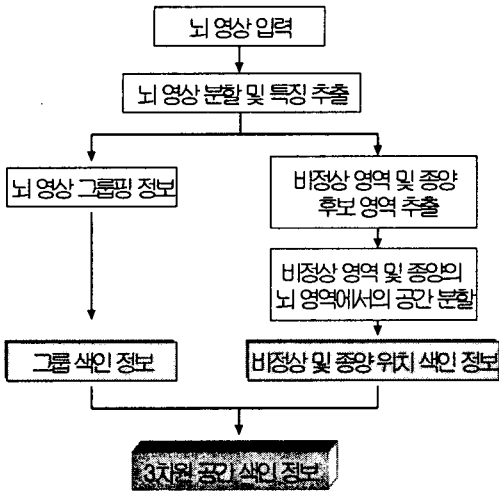 뇌 영상 입력
뇌 영상 분할 및 특징 추출
뇌 영상 그룹핑 정보
비정상 영역 및 종양
후보 영역 추출
비정상 영역 및 종양의
뇌 영역에서의 공간 분할
그룹 색인 정보
비정상 및 종양 위치 색인 정보
3차원 공간 색인 정보